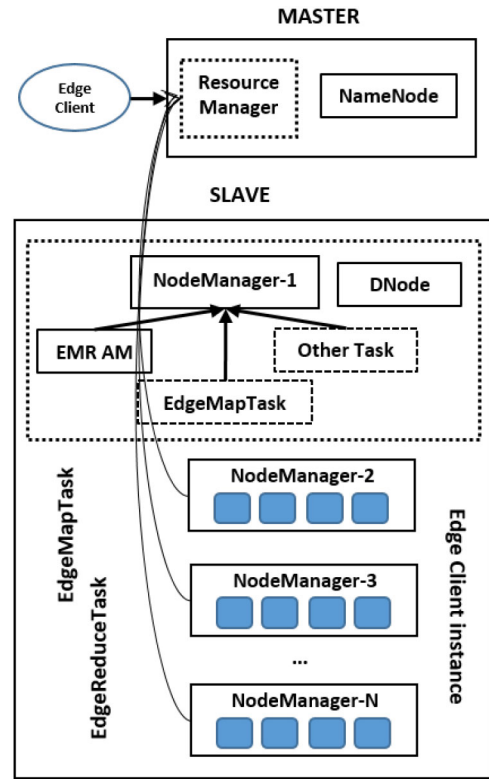 MASTER
Edge
Client
Resource
Manager
NameNode
SLAVE
NodeManager-1
DNode
EMR AM
Other Task
EdgeMapTask
EdgeMapTask
EdgeReduceTask
NodeManager-2
NodeManager-3
...
NodeManager-N
Edge Client instance